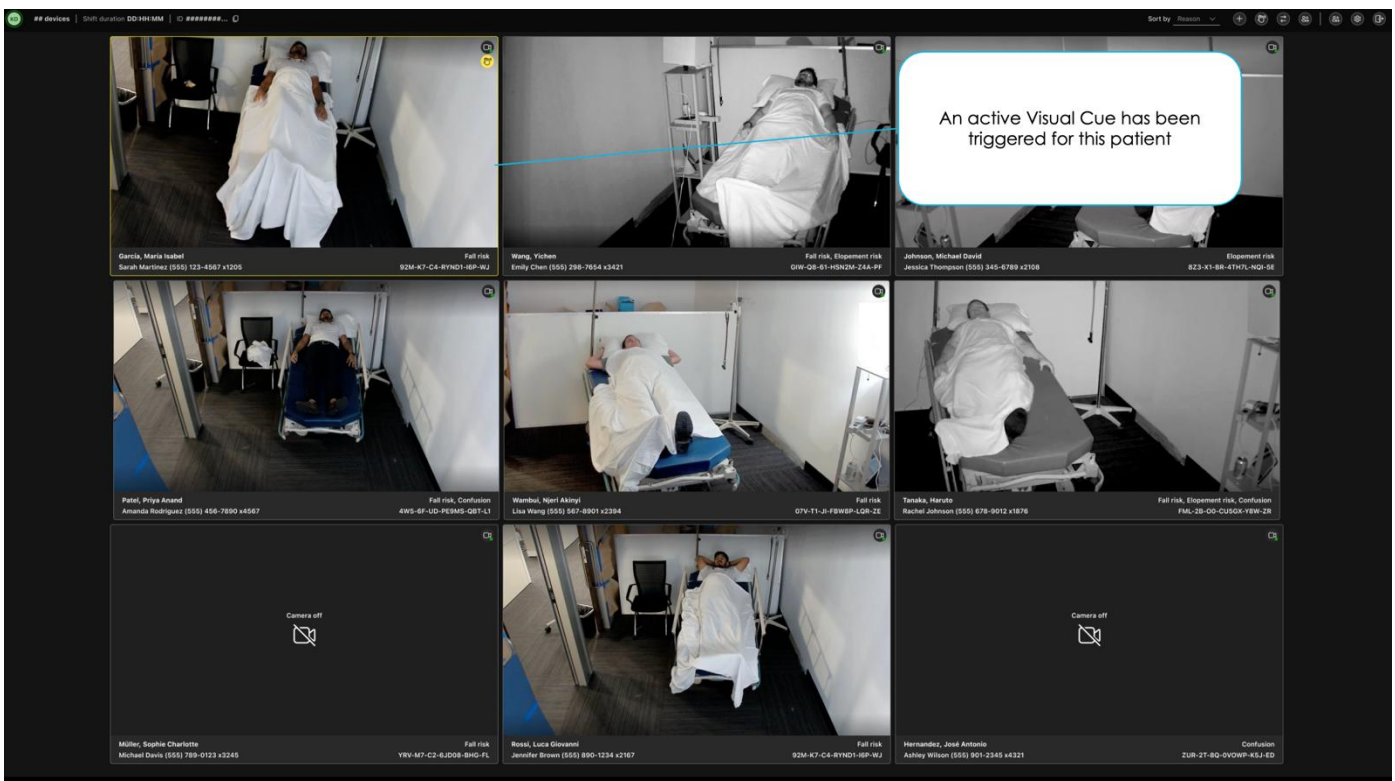 KD ## devices | Shift duration DD:HH:MM | ID ########...
Sort by Reason
An active Visual Cue has been
triggered for this patient
García, Maria Isabel Fall risk
Sarah Martinez (555) 123-4567 x1205 92M-K7-C4-RYND1-I6P-WJ
Wang, Yichen Fall risk, Elopement risk
Emily Chen (555) 298-7654 x3421 GIW-Q8-61-HSN2M-Z4A-PF
Johnson, Michael David Elopement risk
Jessica Thompson (555) 345-6789 x2108 8Z3-X1-BR-4TH7L-NQI-5E
Patel, Priya Anand Fall risk, Confusion
Amanda Rodriguez (555) 456-7890 x4567 4W5-6F-UD-PE9MS-QBT-L1
Wambui, Njeri Akinyi Fall risk
Lisa Wang (555) 567-8901 x2394 07V-T1-JI-FBW8P-LQR-ZE
Tanaka, Haruto Fall risk, Elopement risk, Confusion
Rachel Johnson (555) 678-9012 x1876 FML-2B-O0-CU5GX-Y8W-ZR
Camera off
Müller, Sophie Charlotte Fall risk
Michael Davis (555) 789-0123 x3245 YRV-M7-C2-6JD08-BHG-FL
Rossi, Luca Giovanni Fall risk
Jennifer Brown (555) 890-1234 x2167 92M-K7-C4-RYND1-I6P-WJ
Camera off
Hernandez, José Antonio Confusion
Ashley Wilson (555) 901-2345 x4321 ZUR-2T-8Q-0VOWP-K5J-ED